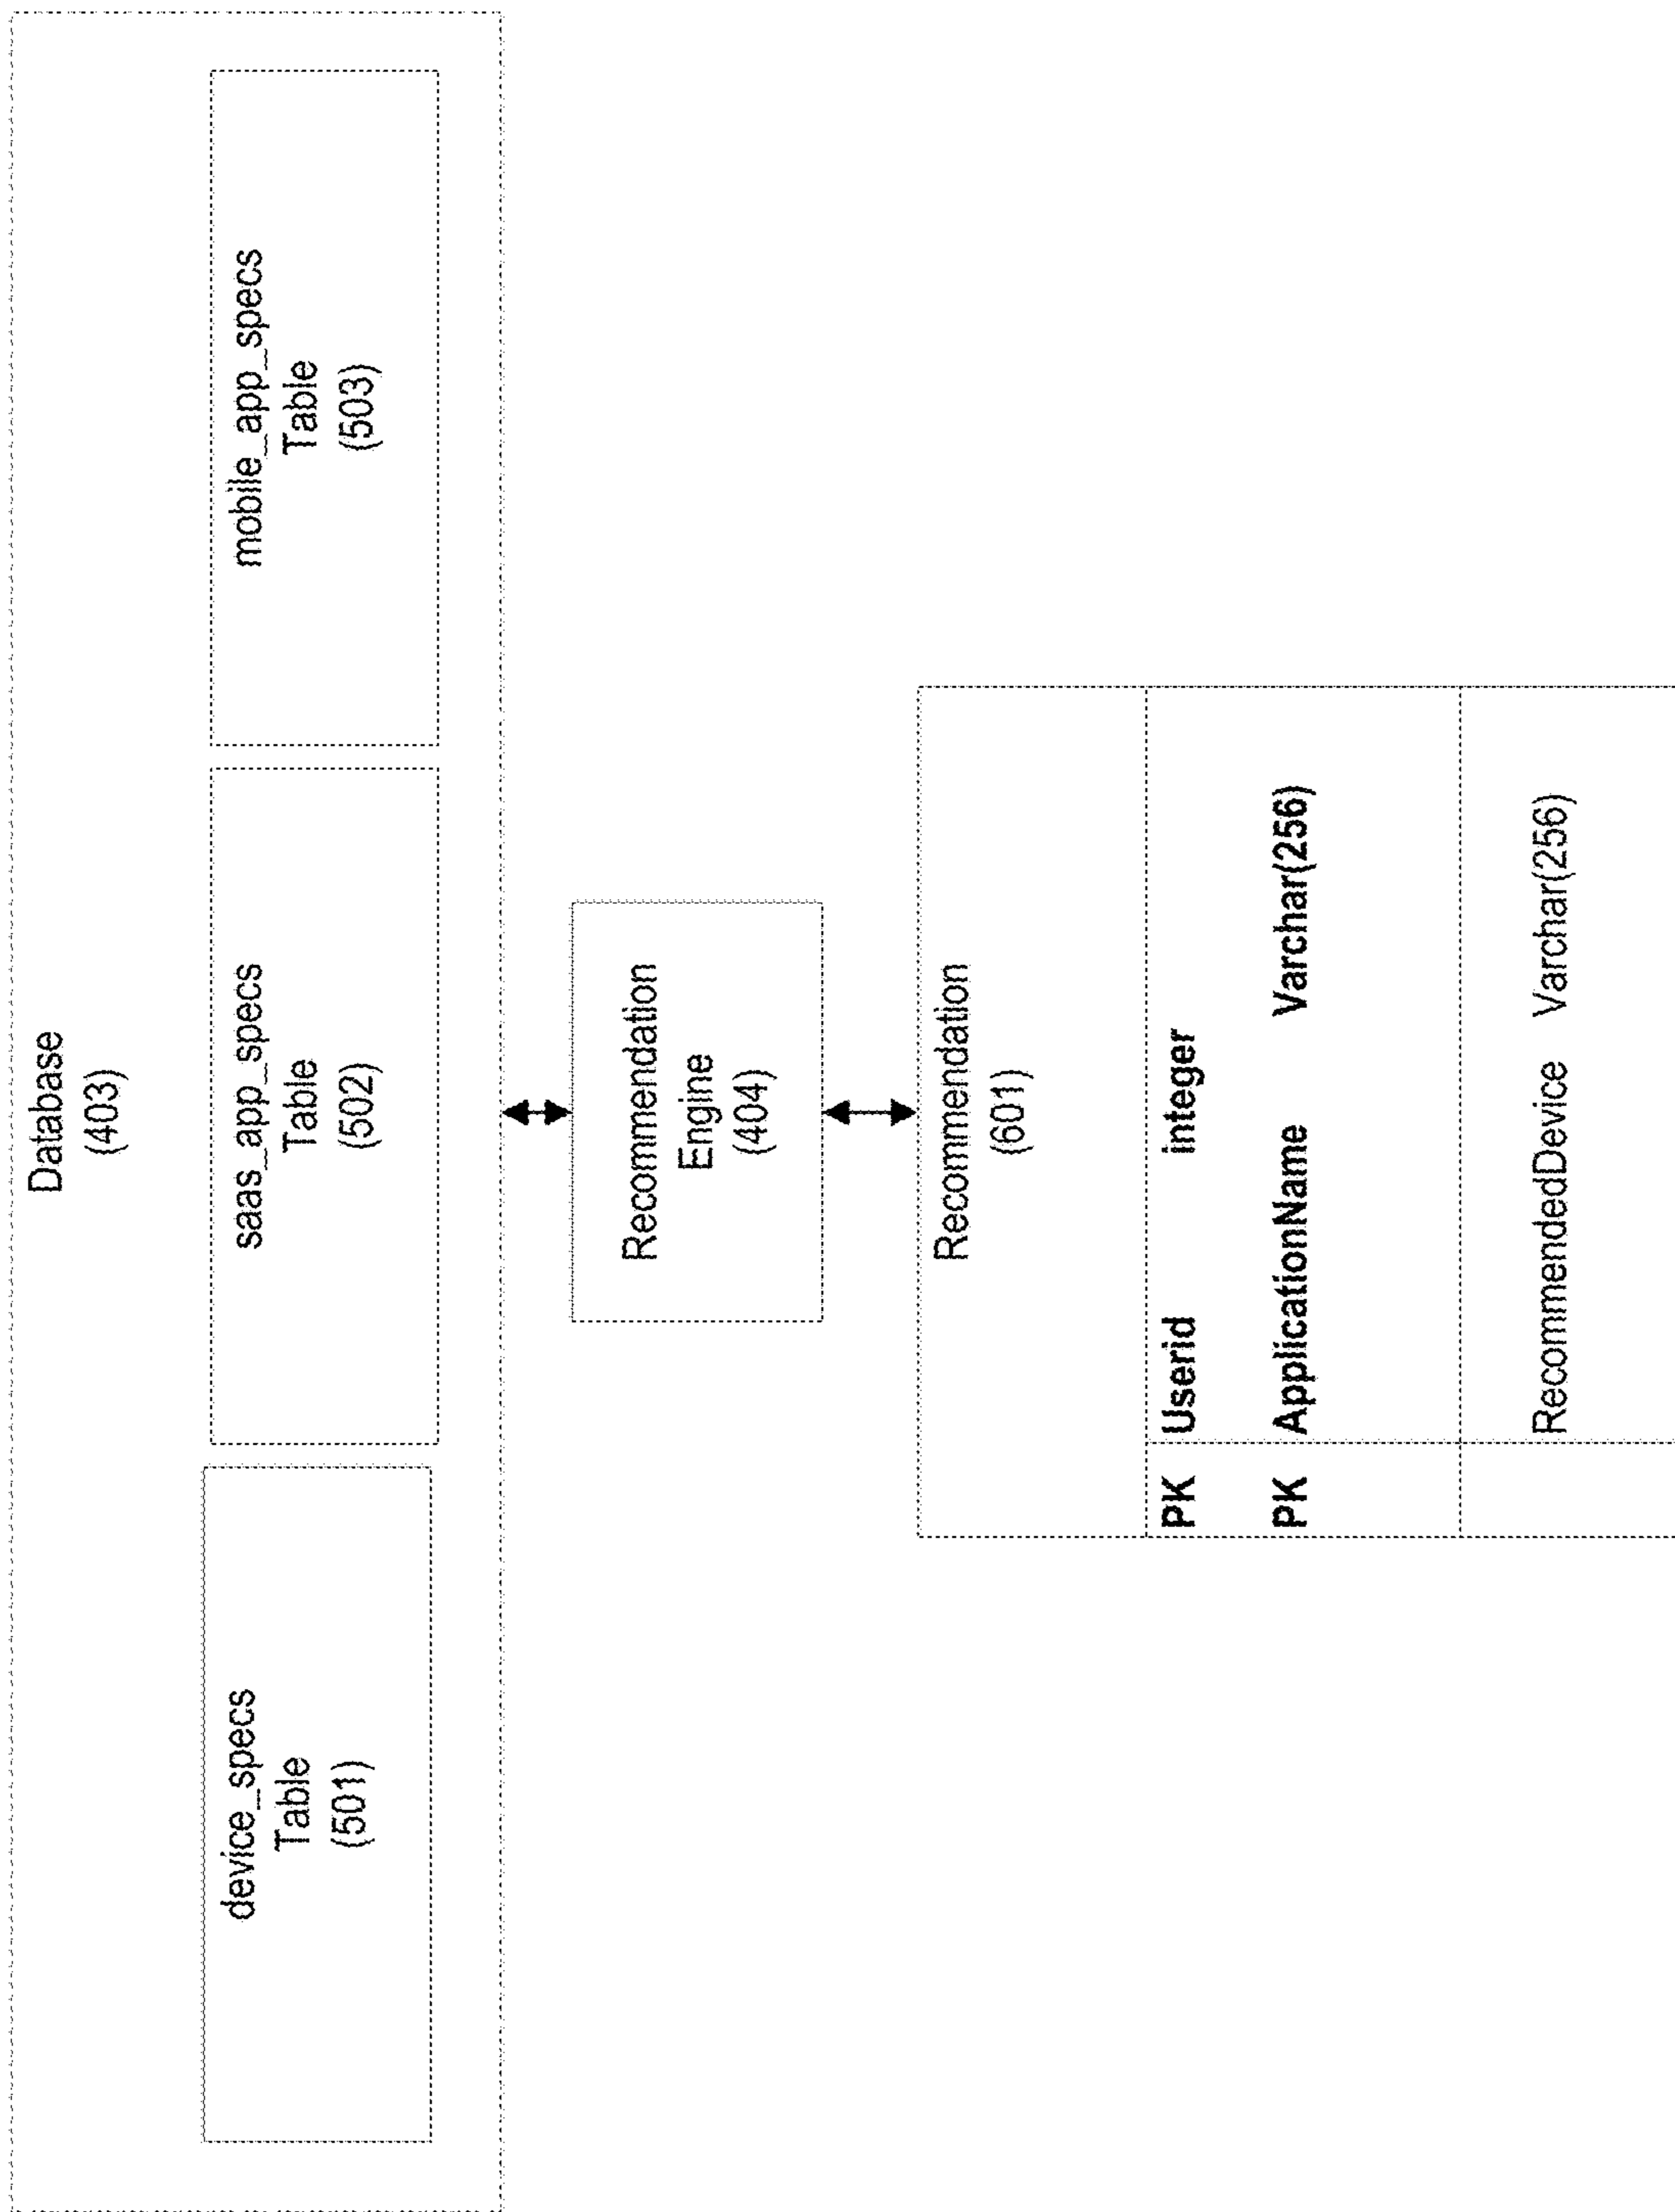 Database
(403)
device_specs
Table
(501)
saas_app_specs
Table
(502)
mobile_app_specs
Table
(503)
Recommendation
Engine
(404)
Recommendation
(601)
PK Userid integer
PK ApplicationName Varchar(256)
RecommendedDevice Varchar(256)